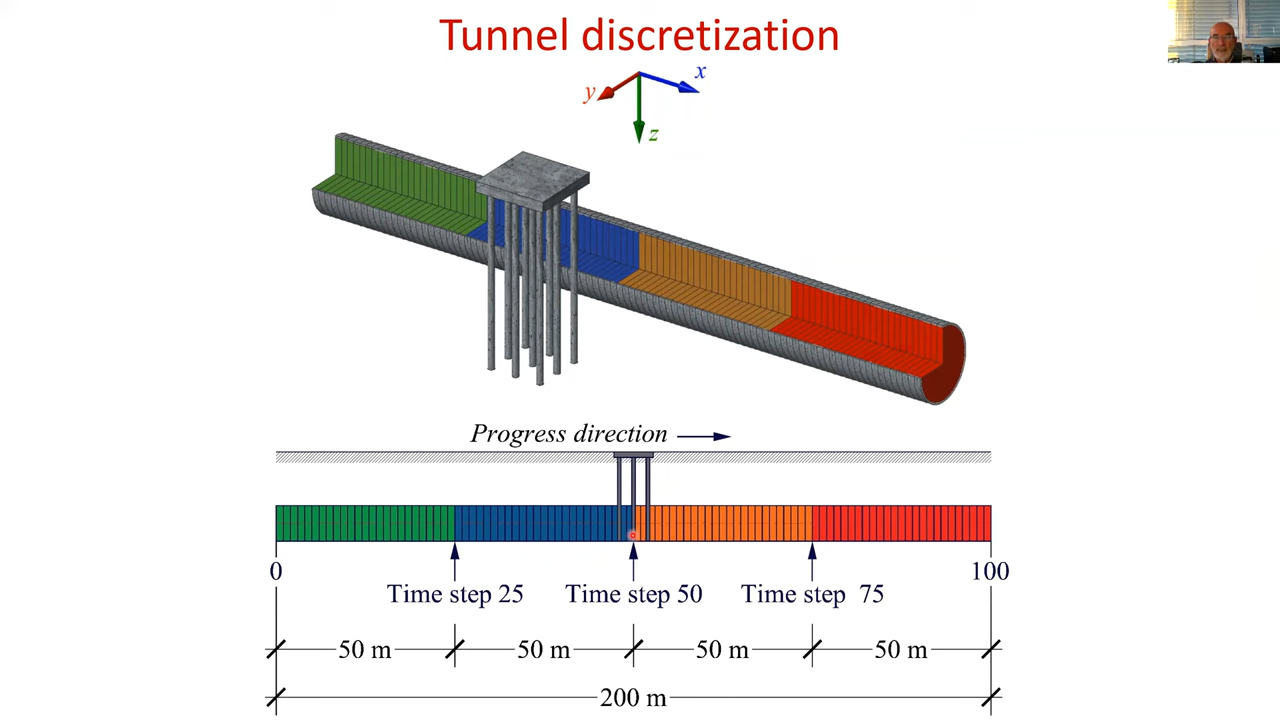 Tunnel discretization
x
y
z
Progress direction
0
100
Time step 25
Time step 50
Time step 75
50 m
50 m
50 m
50 m
200 m